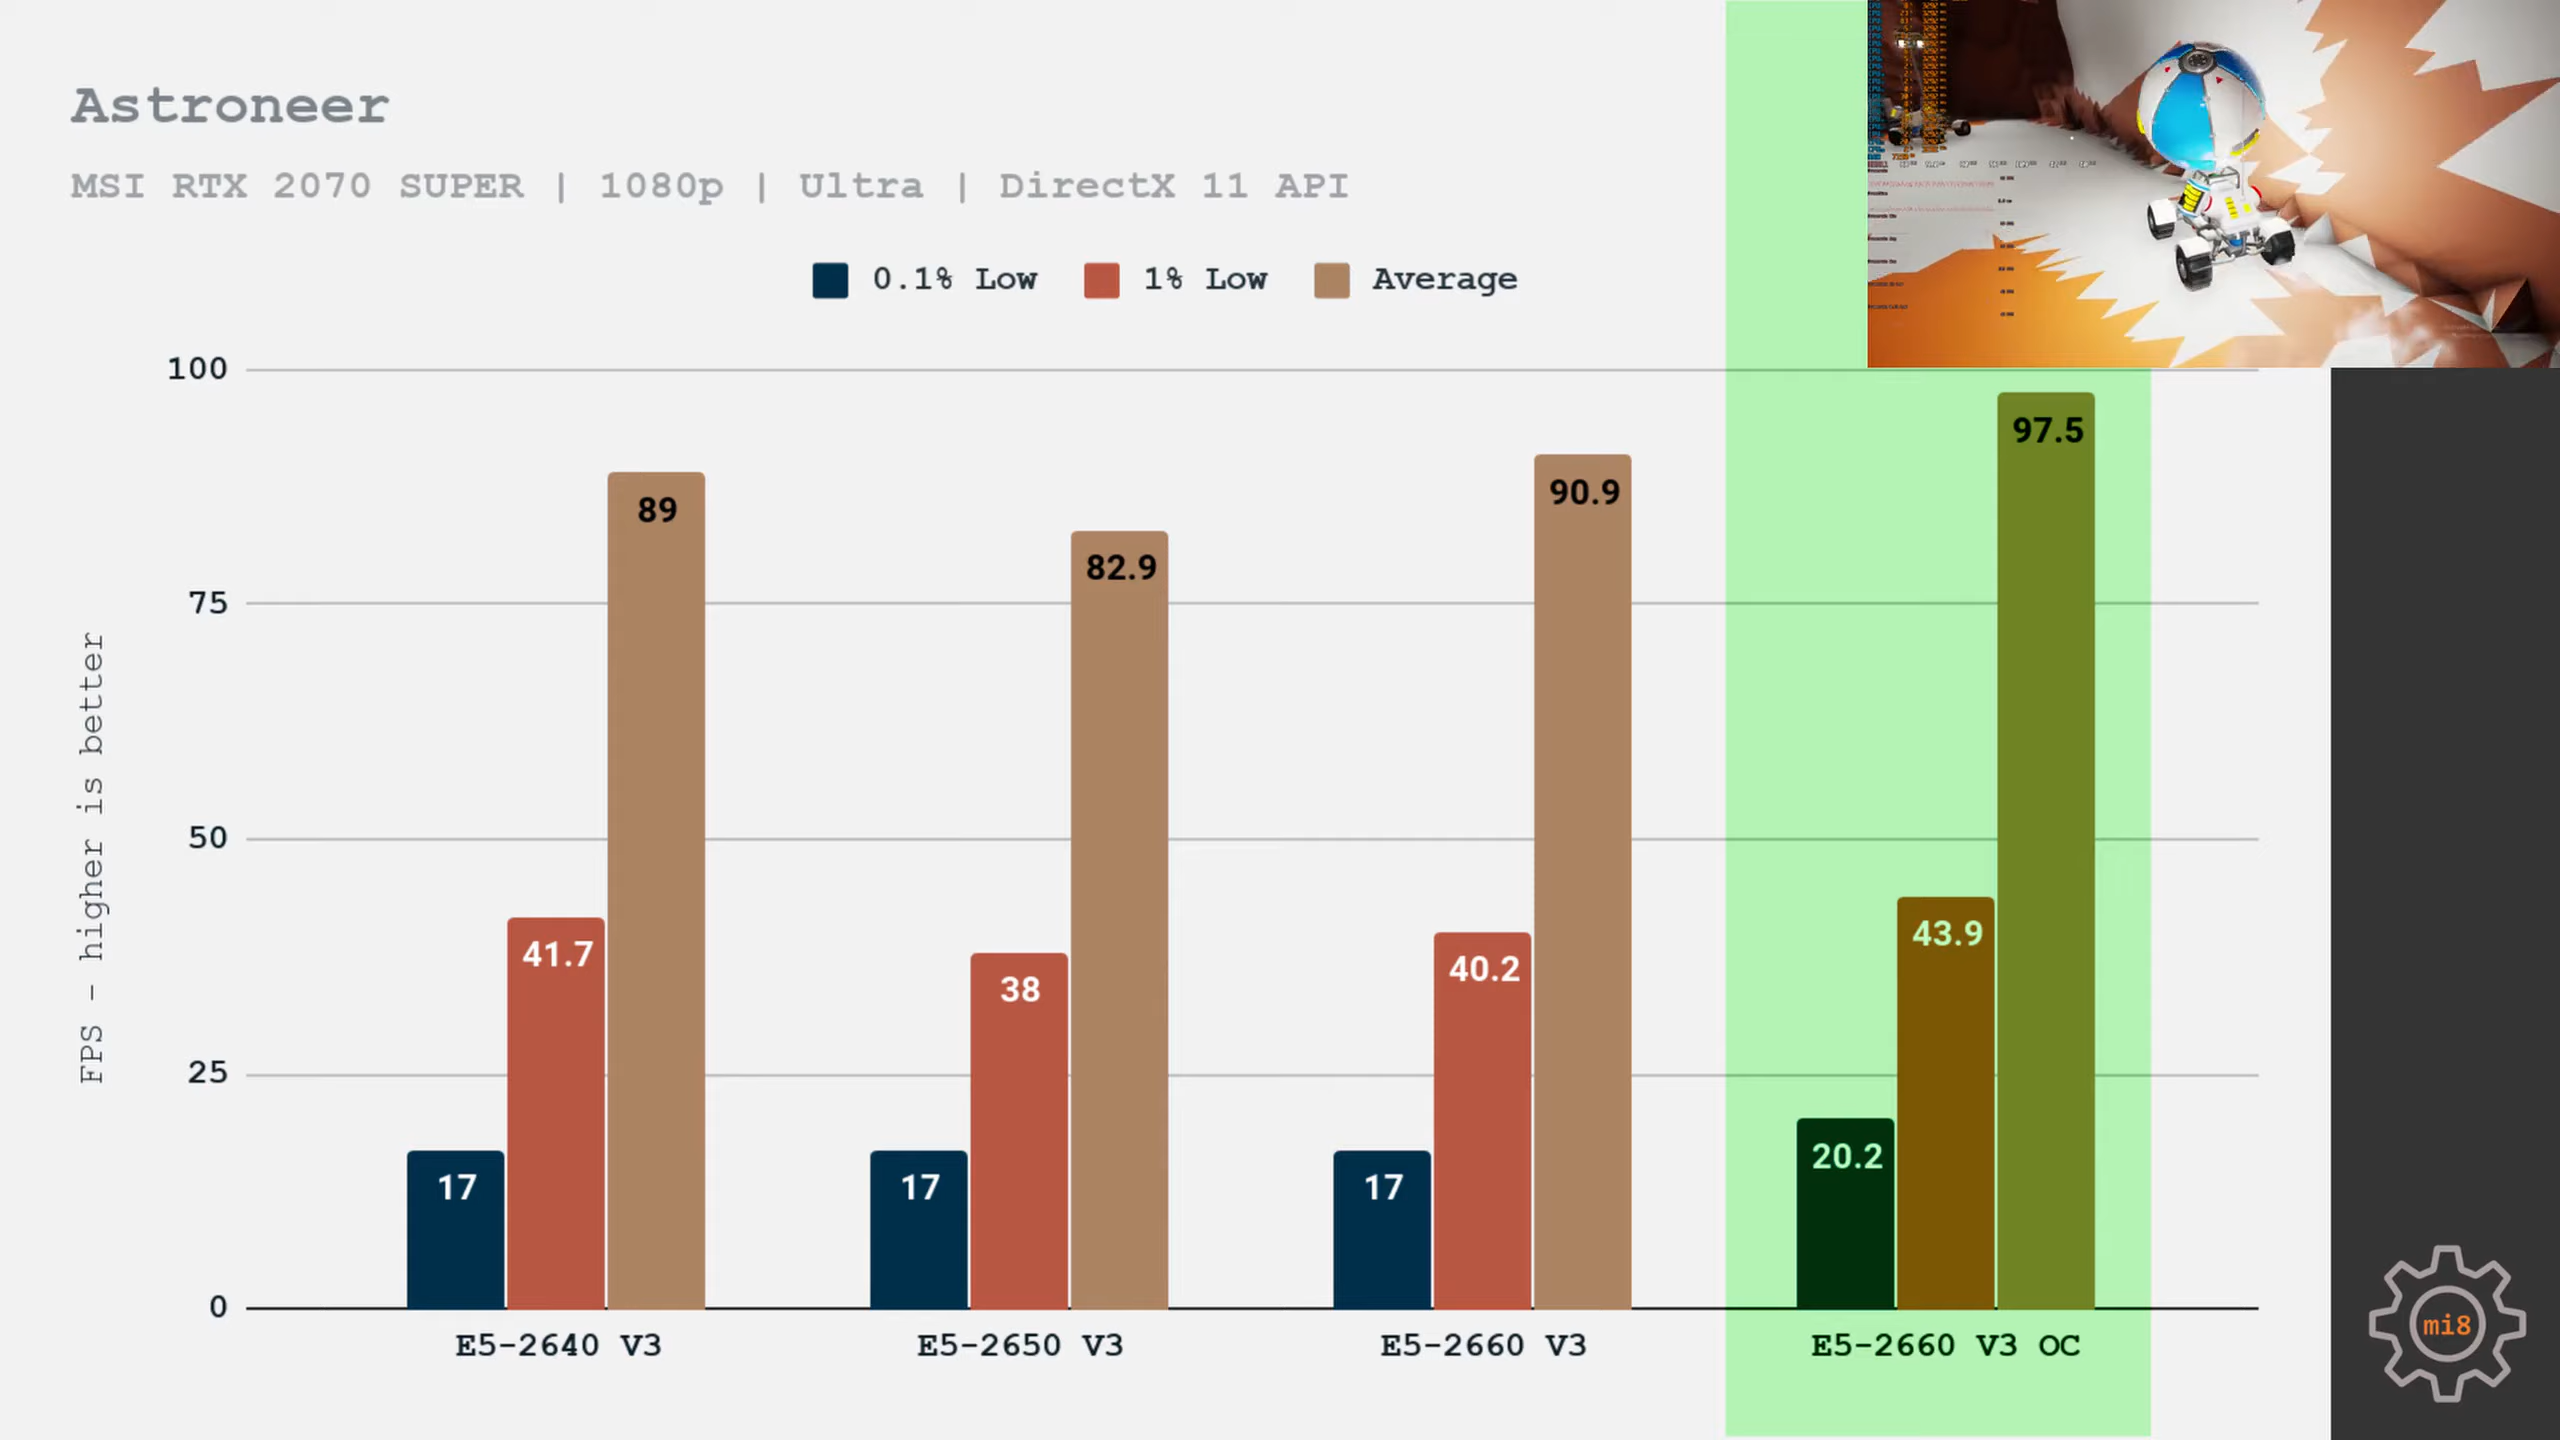 Astroneer
MSI RTX 2070 SUPER | 1080p | Ultra | DirectX 11 API
0.1% Low
1% Low
Average
FPS - higher is better
100
75
50
25
0
17
41.7
89
17
38
82.9
17
40.2
90.9
20.2
43.9
97.5
E5-2640 V3
E5-2650 V3
E5-2660 V3
E5-2660 V3 OC
mi8